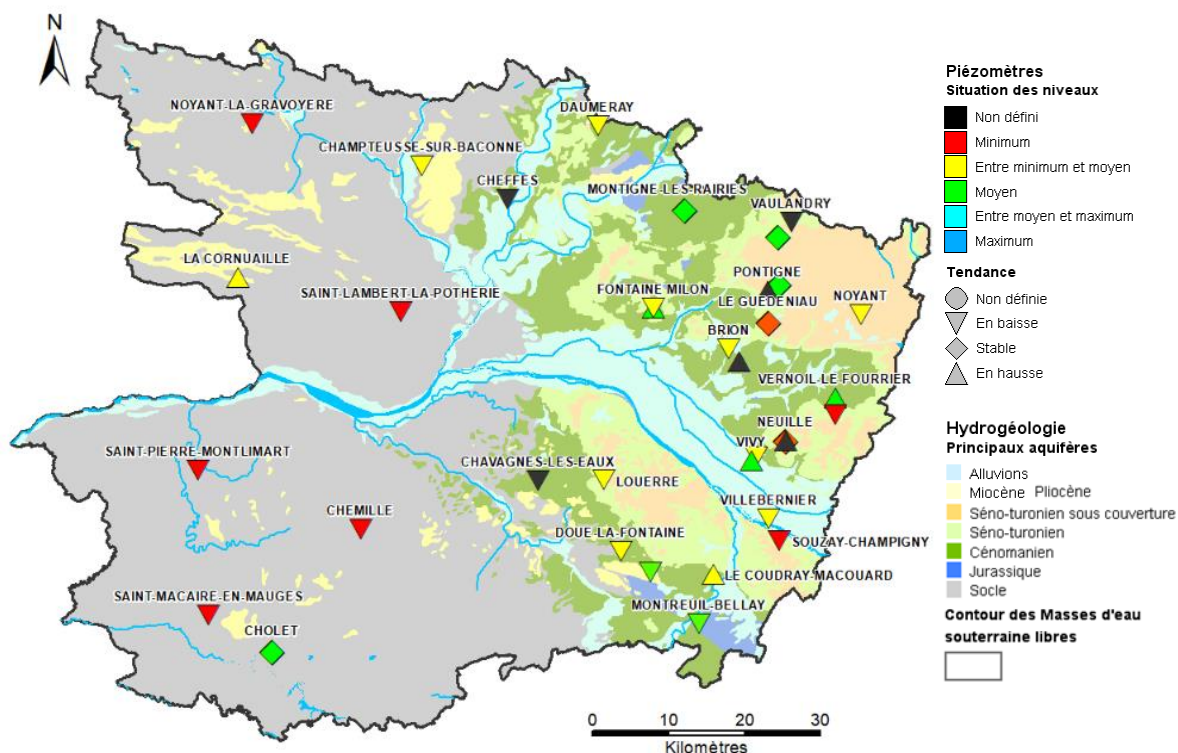 N
NOYANT-LA-GRAVOYERE
DAUMERAY
CHAMPTEUSSE-SUR-BACONNE
CHEFFES
MONTIGNE-LES-RAIRIES
VAULANDRY
LA CORNUAILLE
SAINT-LAMBERT-LA-POTHERIE
FONTAINE MILON
PONTIGNE
LE GUEDENIAU
NOYANT
BRION
VERNOIL-LE-FOURRIER
NEUILLE
VIVY
SAINT-PIERRE-MONTLIMART
CHAVAGNES-LES-EAUX
LOUERRE
CHEMILLE
VILLEBERNIER
DOUE-LA-FONTAINE
SOUZAY-CHAMPIGNY
LE COUDRAY-MACOUARD
SAINT-MACAIRE-EN-MAUGES
MONTREUIL-BELLAY
CHOLET
0 10 20 30
Kilomètres
Piézomètres
Situation des niveaux
Non défini
Minimum
Entre minimum et moyen
Moyen
Entre moyen et maximum
Maximum
Tendance
Non définie
En baisse
Stable
En hausse
Hydrogéologie
Principaux aquifères
Alluvions
Miocène Pliocène
Séno-turonien sous couverture
Séno-turonien
Cénomanien
Jurassique
Socle
Contour des Masses d'eau
souterraine libres